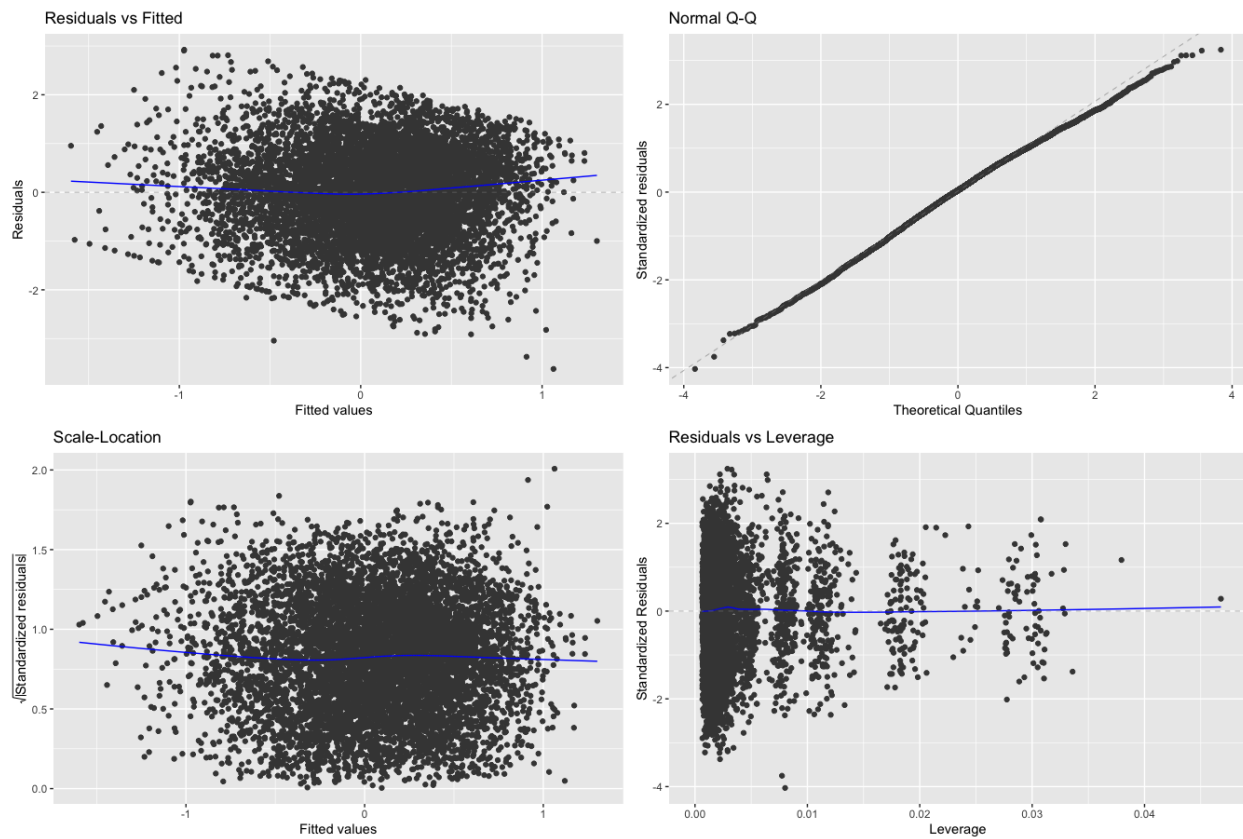 Residuals vs Fitted
2
0
-2
Residuals
-1
0
1
Fitted values
Normal Q-Q
2
0
-2
-4
Standardized residuals
-4
-2
0
2
4
Theoretical Quantiles
Scale-Location
2.0
1.5
1.0
0.5
0.0
√|Standardized residuals|
-1
0
1
Fitted values
Residuals vs Leverage
2
0
-2
-4
Standardized Residuals
0.00
0.01
0.02
0.03
0.04
Leverage